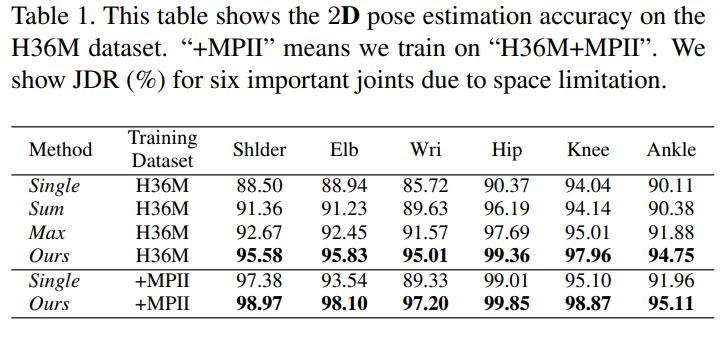 Table 1. This table shows the 2D pose estimation accuracy on the
H36M dataset. “+MPII” means we train on “H36M+MPII”. We
show JDR (%) for six important joints due to space limitation.
Method Training Dataset Shlder Elb Wri Hip Knee Ankle
Single H36M 88.50 88.94 85.72 90.37 94.04 90.11
Sum H36M 91.36 91.23 89.63 96.19 94.14 90.38
Max H36M 92.67 92.45 91.57 97.69 95.01 91.88
Ours H36M 95.58 95.83 95.01 99.36 97.96 94.75
Single +MPII 97.38 93.54 89.33 99.01 95.10 91.96
Ours +MPII 98.97 98.10 97.20 99.85 98.87 95.11